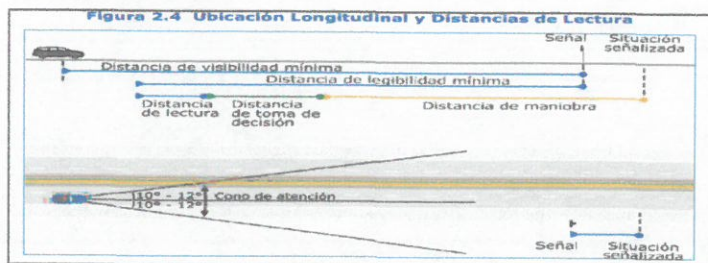 Figura 2.4 Ubicación Longitudinal y Distancias de Lectura
Señal
Situación
señalizada
Distancia de visibilidad mínima
Distancia de legibilidad mínima
Distancia
de lectura
Distancia
de toma de
decisión
Distancia de maniobra
10° - 12°
Cono de atención
10° - 12°
Señal
Situación
señalizada